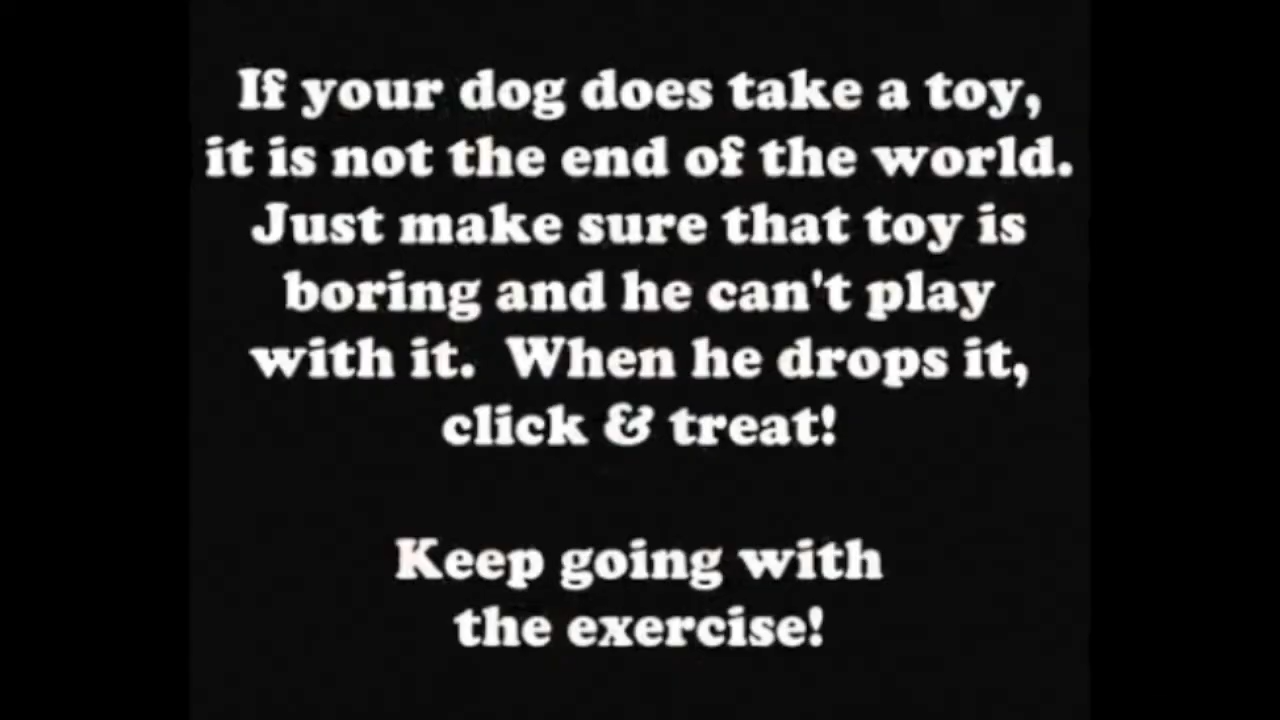 If your dog does take a toy,
it is not the end of the world.
Just make sure that toy is
boring and he can't play
with it.  When he drops it,
click & treat!
Keep going with
the exercise!